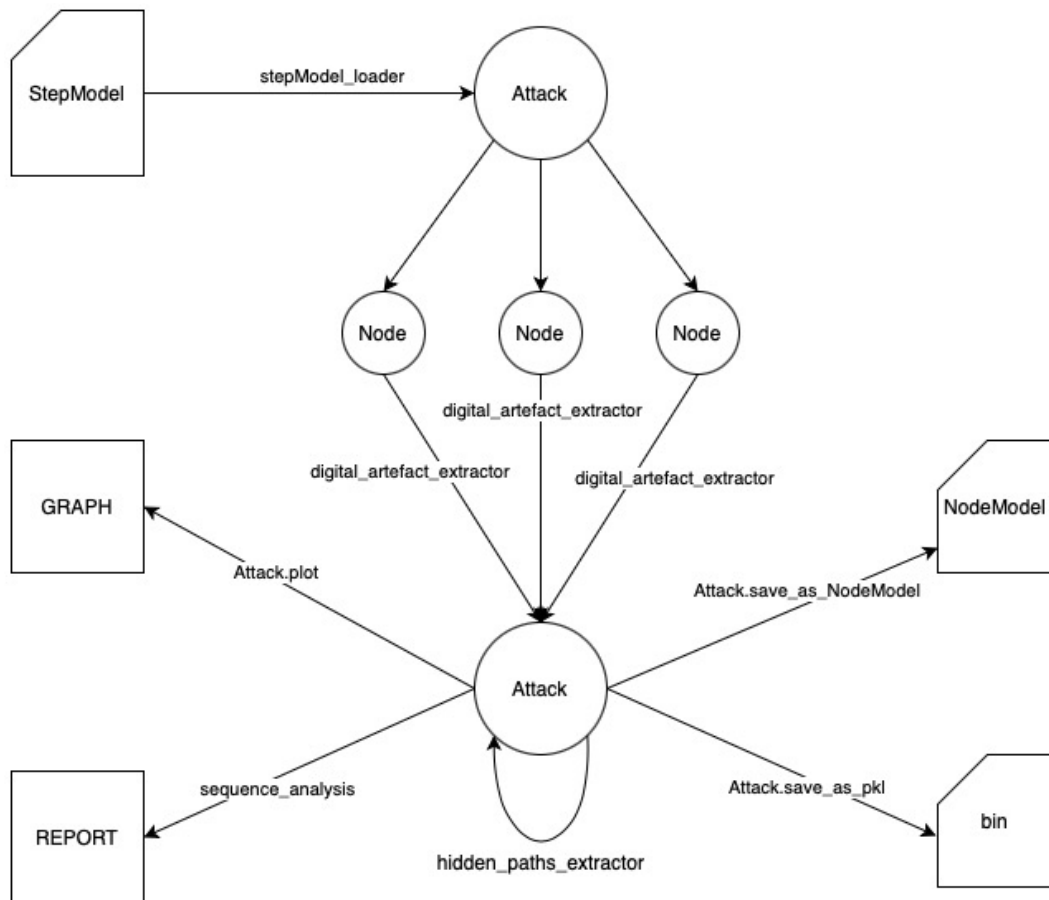 stepModel_loader
StepModel
Attack
Node
Node
Node
digital_artefact_extractor
digital_artefact_extractor
digital_artefact_extractor
GRAPH
NodeModel
Attack.plot
Attack.save_as_NodeModel
Attack
sequence_analysis
Attack.save_as_pkl
bin
REPORT
hidden_paths_extractor